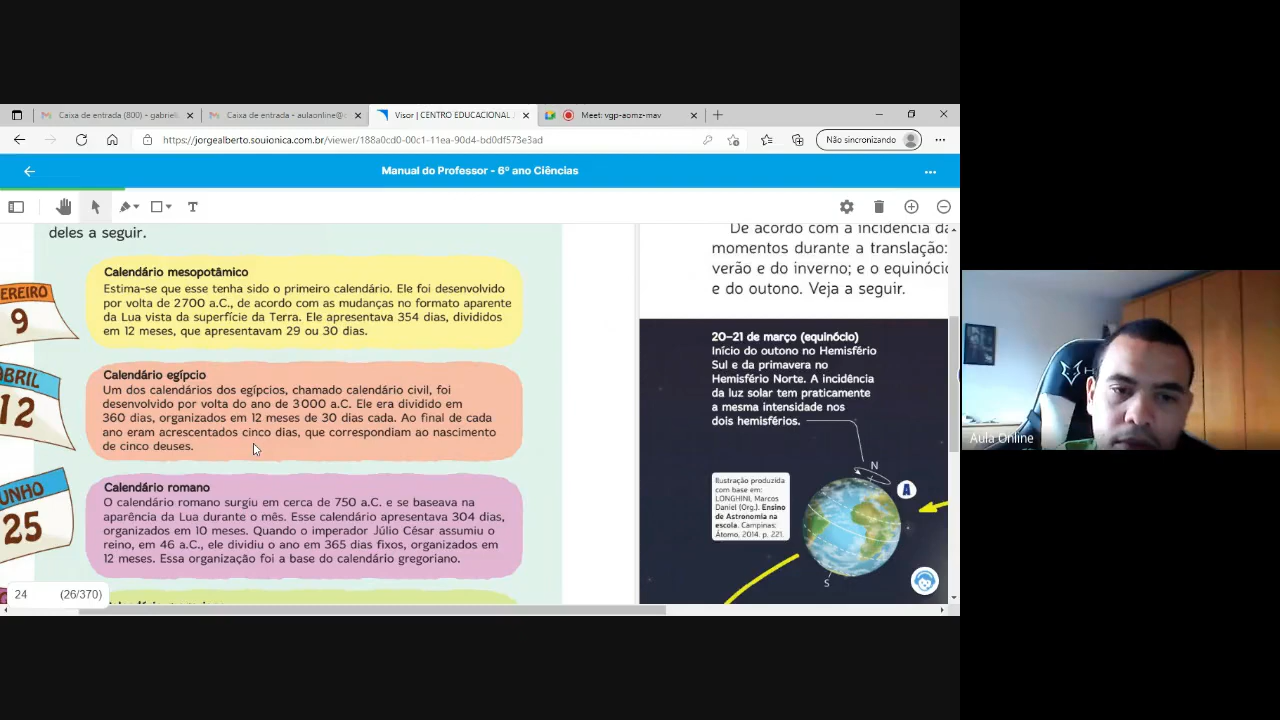 Caixa de entrada (800) - gabriel
Caixa de entrada - aulaonline@
Visor | CENTRO EDUCACIONAL
Meet: vgp-aomz-mav
https://jorgealberto.souionica.com.br/viewer/188a0cd0-00c1-11ea-90d4-bd0df573e3ad
Não sincronizando
Manual do Professor - 6º ano Ciências
T
deles a seguir.
Calendário mesopotâmico
Estima-se que esse tenha sido o primeiro calendário. Ele foi desenvolvido
por volta de 2700 a.C., de acordo com as mudanças no formato aparente
da Lua vista da superfície da Terra. Ele apresentava 354 dias, divididos
em 12 meses, que apresentavam 29 ou 30 dias.
EREIRO
9
Calendário egípcio
Um dos calendários dos egípcios, chamado calendário civil, foi
desenvolvido por volta do ano de 3000 a.C. Ele era dividido em
360 dias, organizados em 12 meses de 30 dias cada. Ao final de cada
ano eram acrescentados cinco dias, que correspondiam ao nascimento
de cinco deuses.
ABRIL
12
Calendário romano
O calendário romano surgiu em cerca de 750 a.C. e se baseava na
aparência da Lua durante o mês. Esse calendário apresentava 304 dias,
organizados em 10 meses. Quando o imperador Júlio César assumiu o
reino, em 46 a.C., ele dividiu o ano em 365 dias fixos, organizados em
12 meses. Essa organização foi a base do calendário gregoriano.
UNHO
25
24 (26/370)
De acordo com a incidência da
momentos durante a translação:
verão e do inverno; e o equinócio
e do outono. Veja a seguir.
20-21 de março (equinócio)
Início do outono no Hemisfério
Sul e da primavera no
Hemisfério Norte. A incidência
da luz solar tem praticamente
a mesma intensidade nos
dois hemisférios.
N
A
S
Ilustração produzida
com base em:
LONGHINI, Marcos
Daniel (Org.). Ensino
de Astronomia na
escola. Campinas:
Átomo, 2014. p. 221.
Aula Online